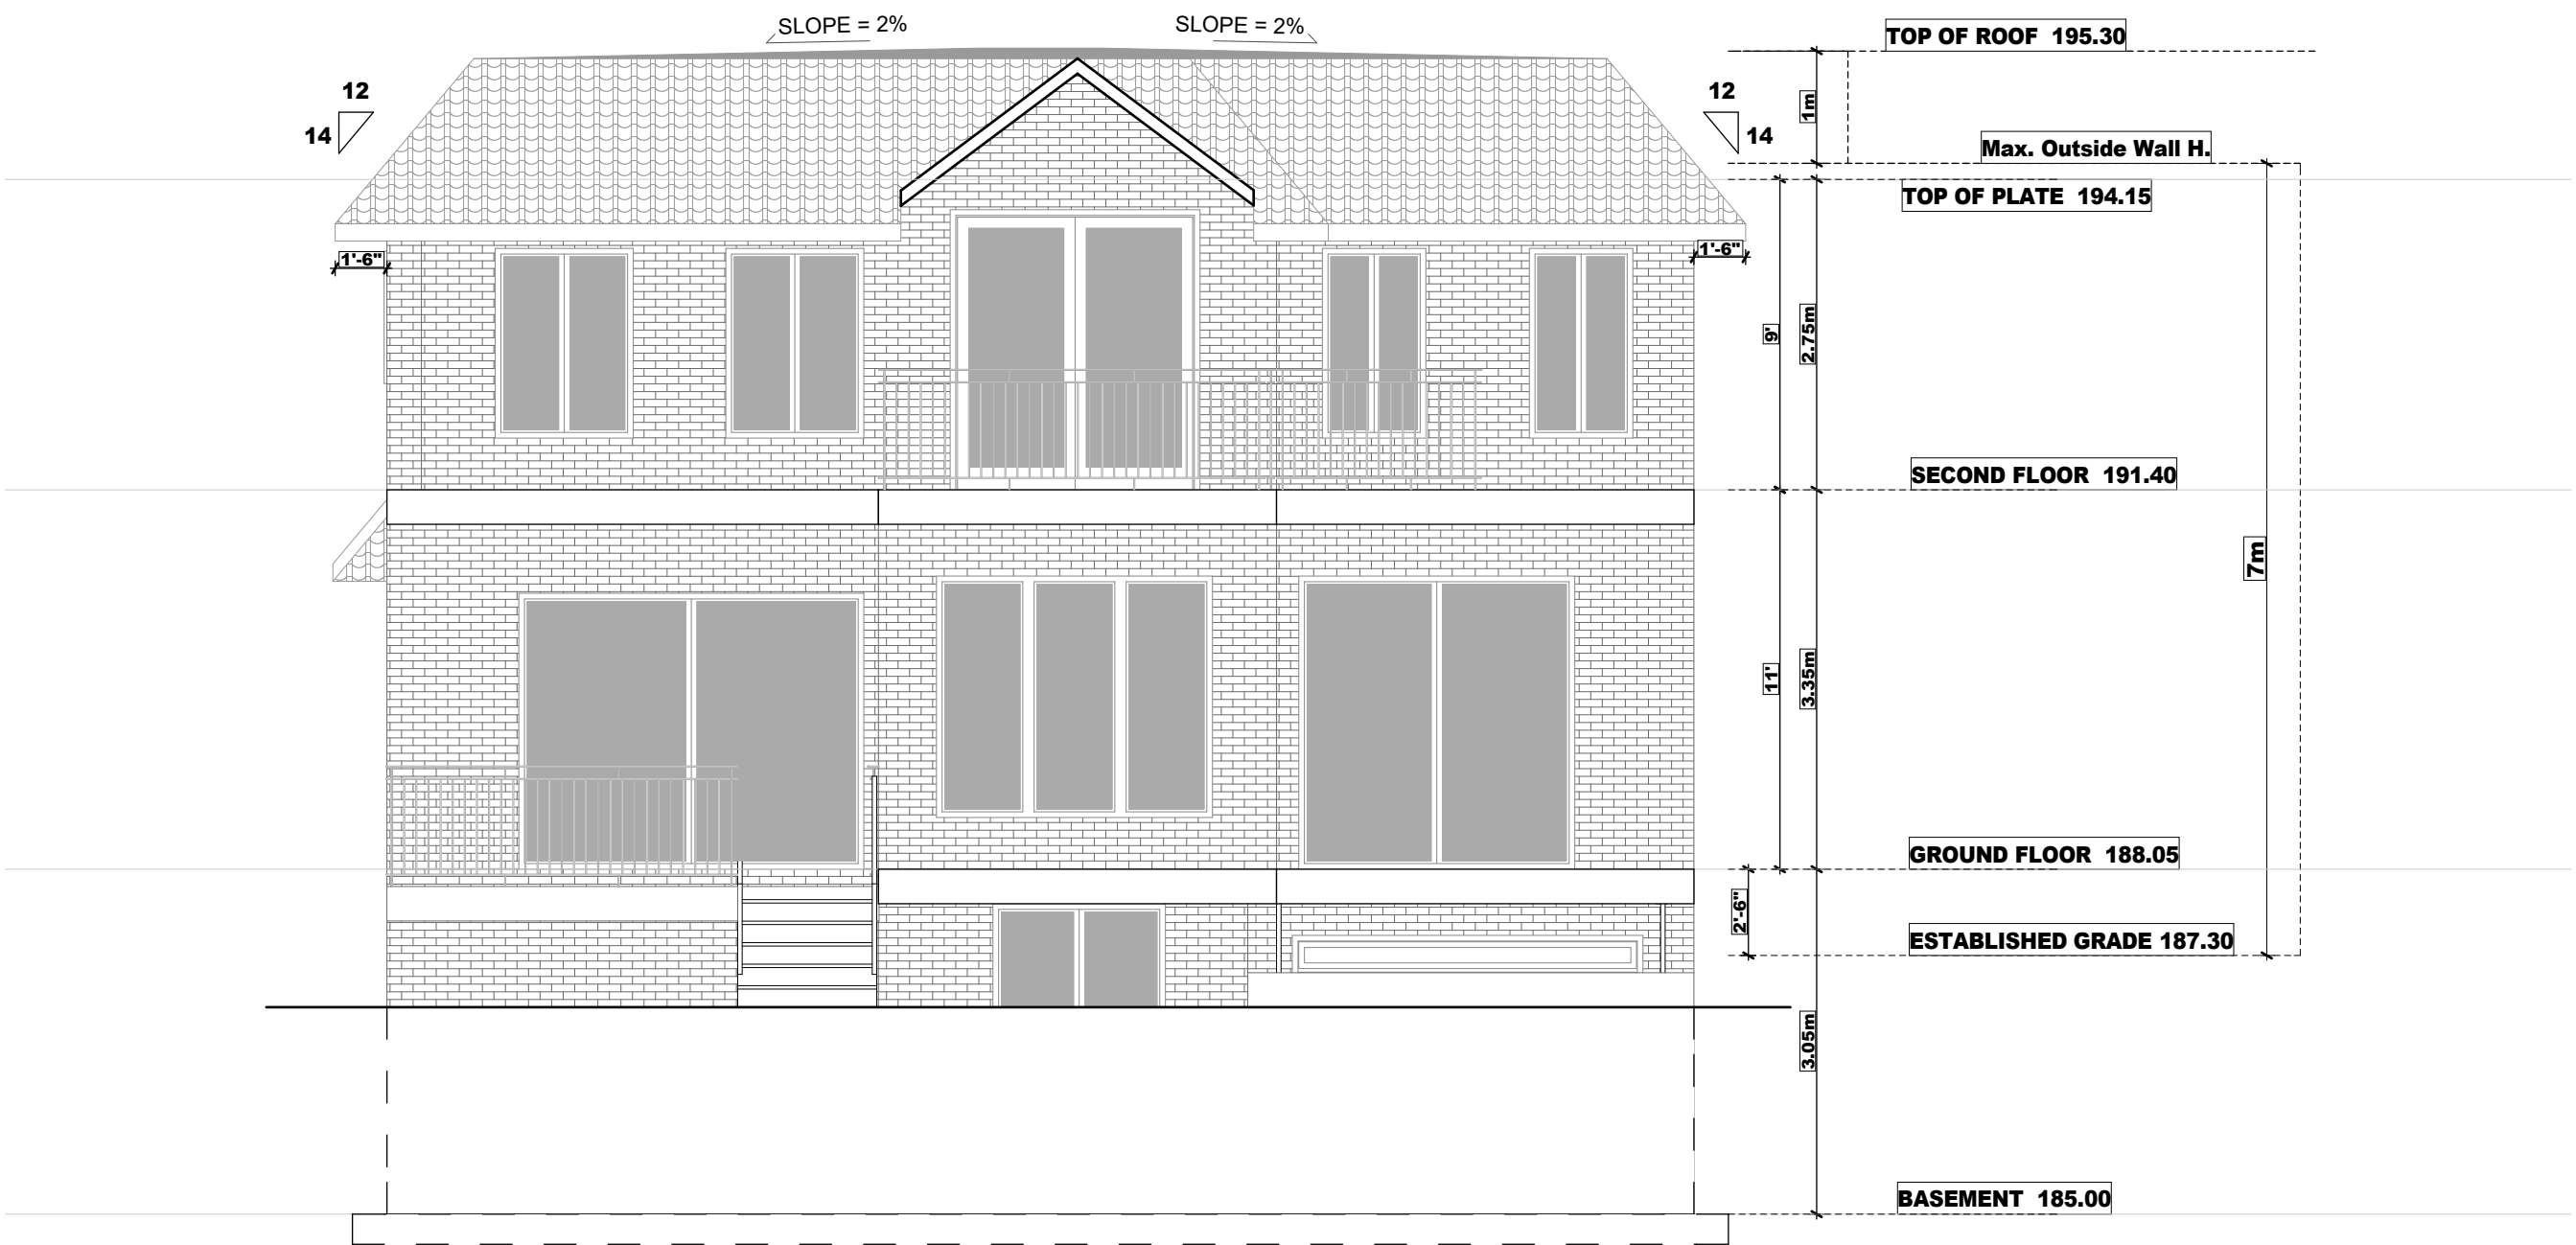 SLOPE = 2%
SLOPE = 2%
TOP OF ROOF 195.30
12
14
12
14
1m
Max. Outside Wall H.
TOP OF PLATE 194.15
1'-6"
1'-6"
9'
2.75m
SECOND FLOOR 191.40
7m
11'
3.35m
GROUND FLOOR 188.05
2'-6"
ESTABLISHED GRADE 187.30
3.05m
BASEMENT 185.00